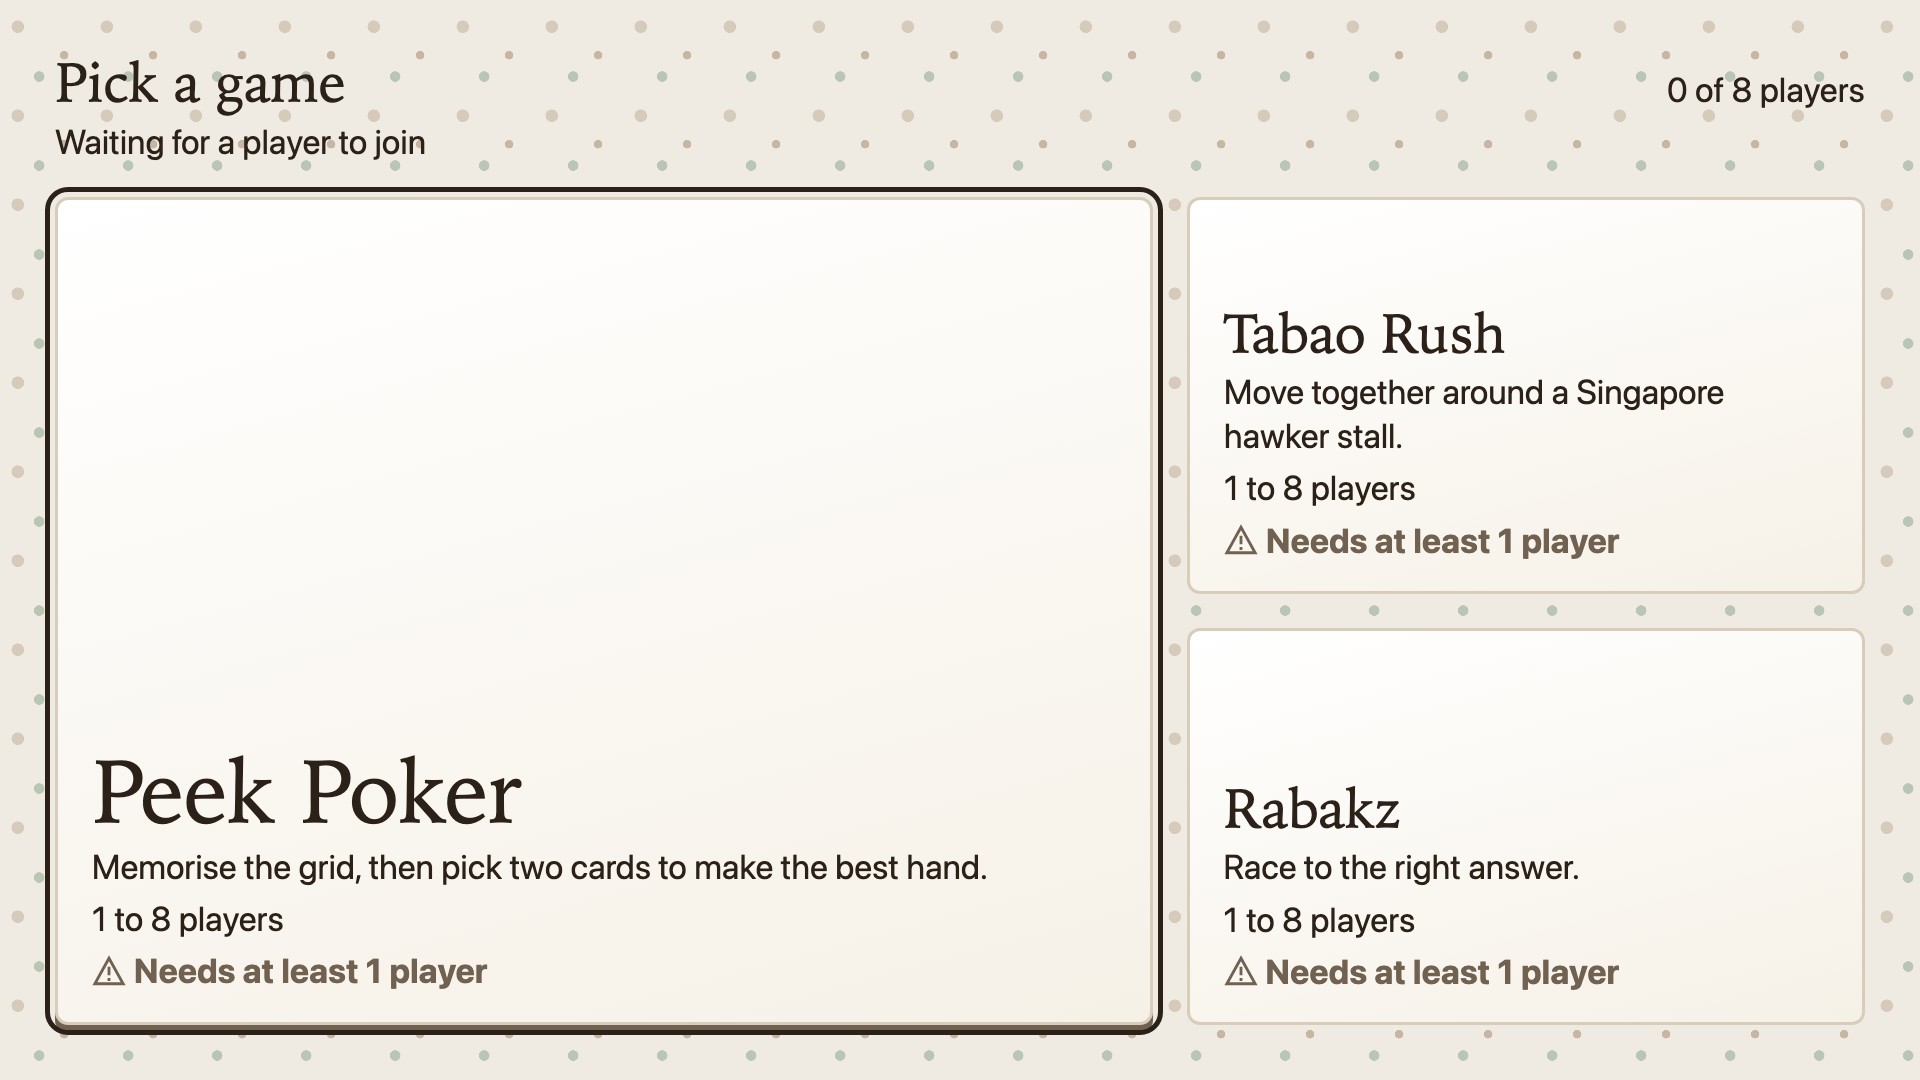 Pick a game
Waiting for a player to join
0 of 8 players
Peek Poker
Memorise the grid, then pick two cards to make the best hand.
1 to 8 players
Needs at least 1 player
Tabao Rush
Move together around a Singapore
hawker stall.
1 to 8 players
Needs at least 1 player
Rabakz
Race to the right answer.
1 to 8 players
Needs at least 1 player